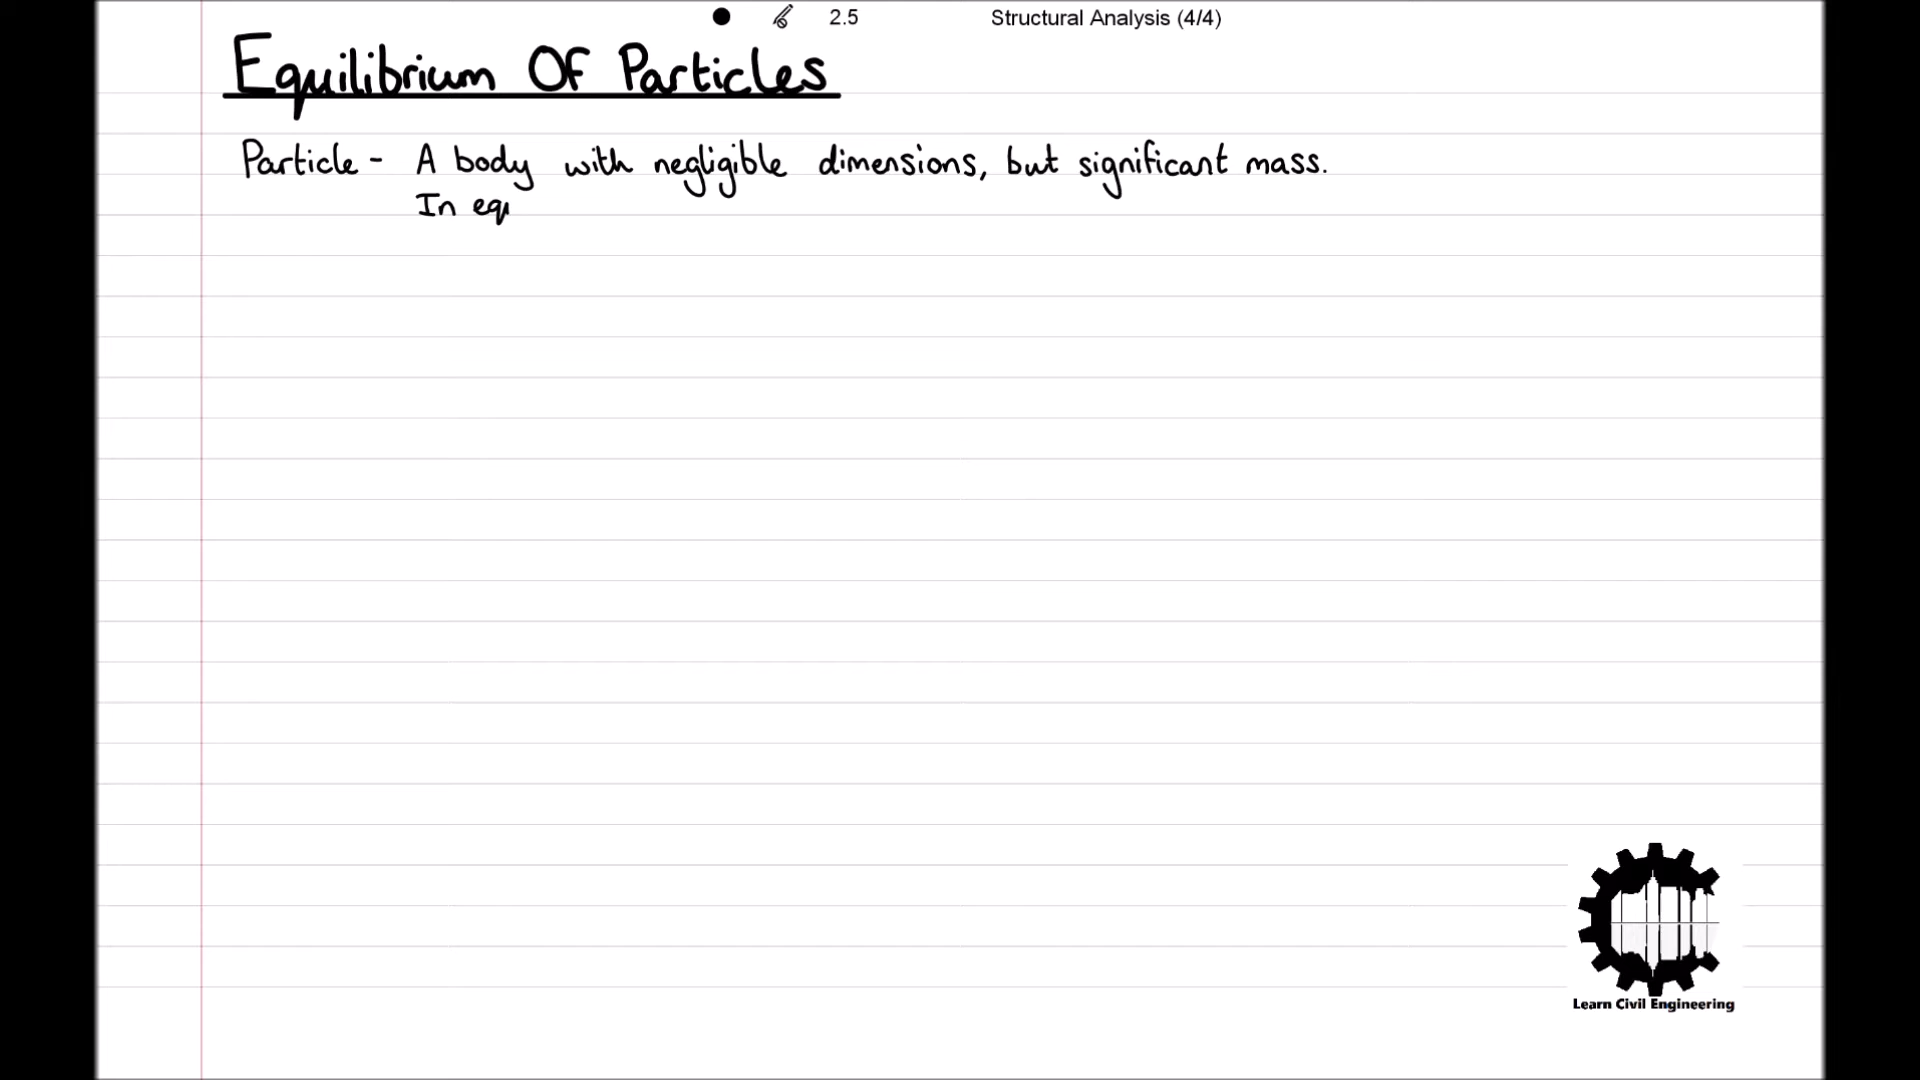 2.5 Structural Analysis (4/4)
Equilibrium Of Particles
Particle - A body with negligible dimensions, but significant mass.
In equ
Learn Civil Engineering